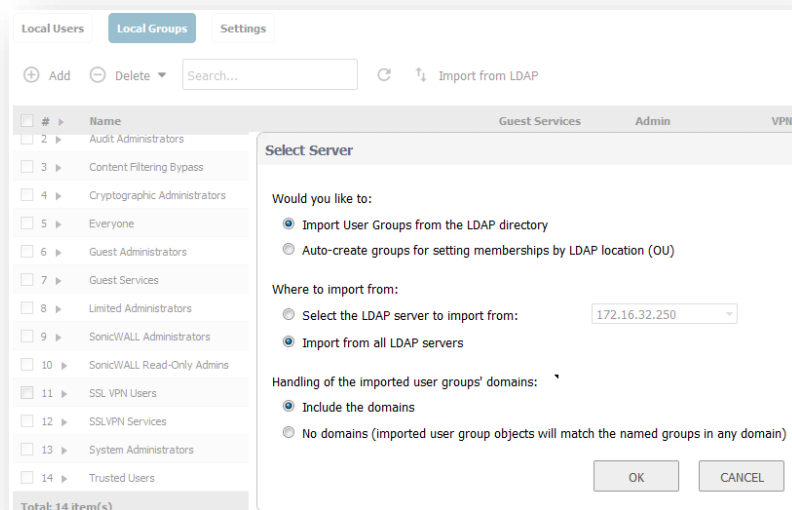 Local Users Local Groups Settings
Add Delete Search... Import from LDAP
# Name Guest Services Admin VPN
2 Audit Administrators
3 Content Filtering Bypass
4 Cryptographic Administrators
5 Everyone
6 Guest Administrators
7 Guest Services
8 Limited Administrators
9 SonicWALL Administrators
10 SonicWALL Read-Only Admins
11 SSL VPN Users
12 SSLVPN Services
13 System Administrators
14 Trusted Users
Total: 14 item(s)
Select Server
Would you like to:
Import User Groups from the LDAP directory
Auto-create groups for setting memberships by LDAP location (OU)
Where to import from:
Select the LDAP server to import from: 172.16.32.250
Import from all LDAP servers
Handling of the imported user groups' domains:
Include the domains
No domains (imported user group objects will match the named groups in any domain)
OK CANCEL